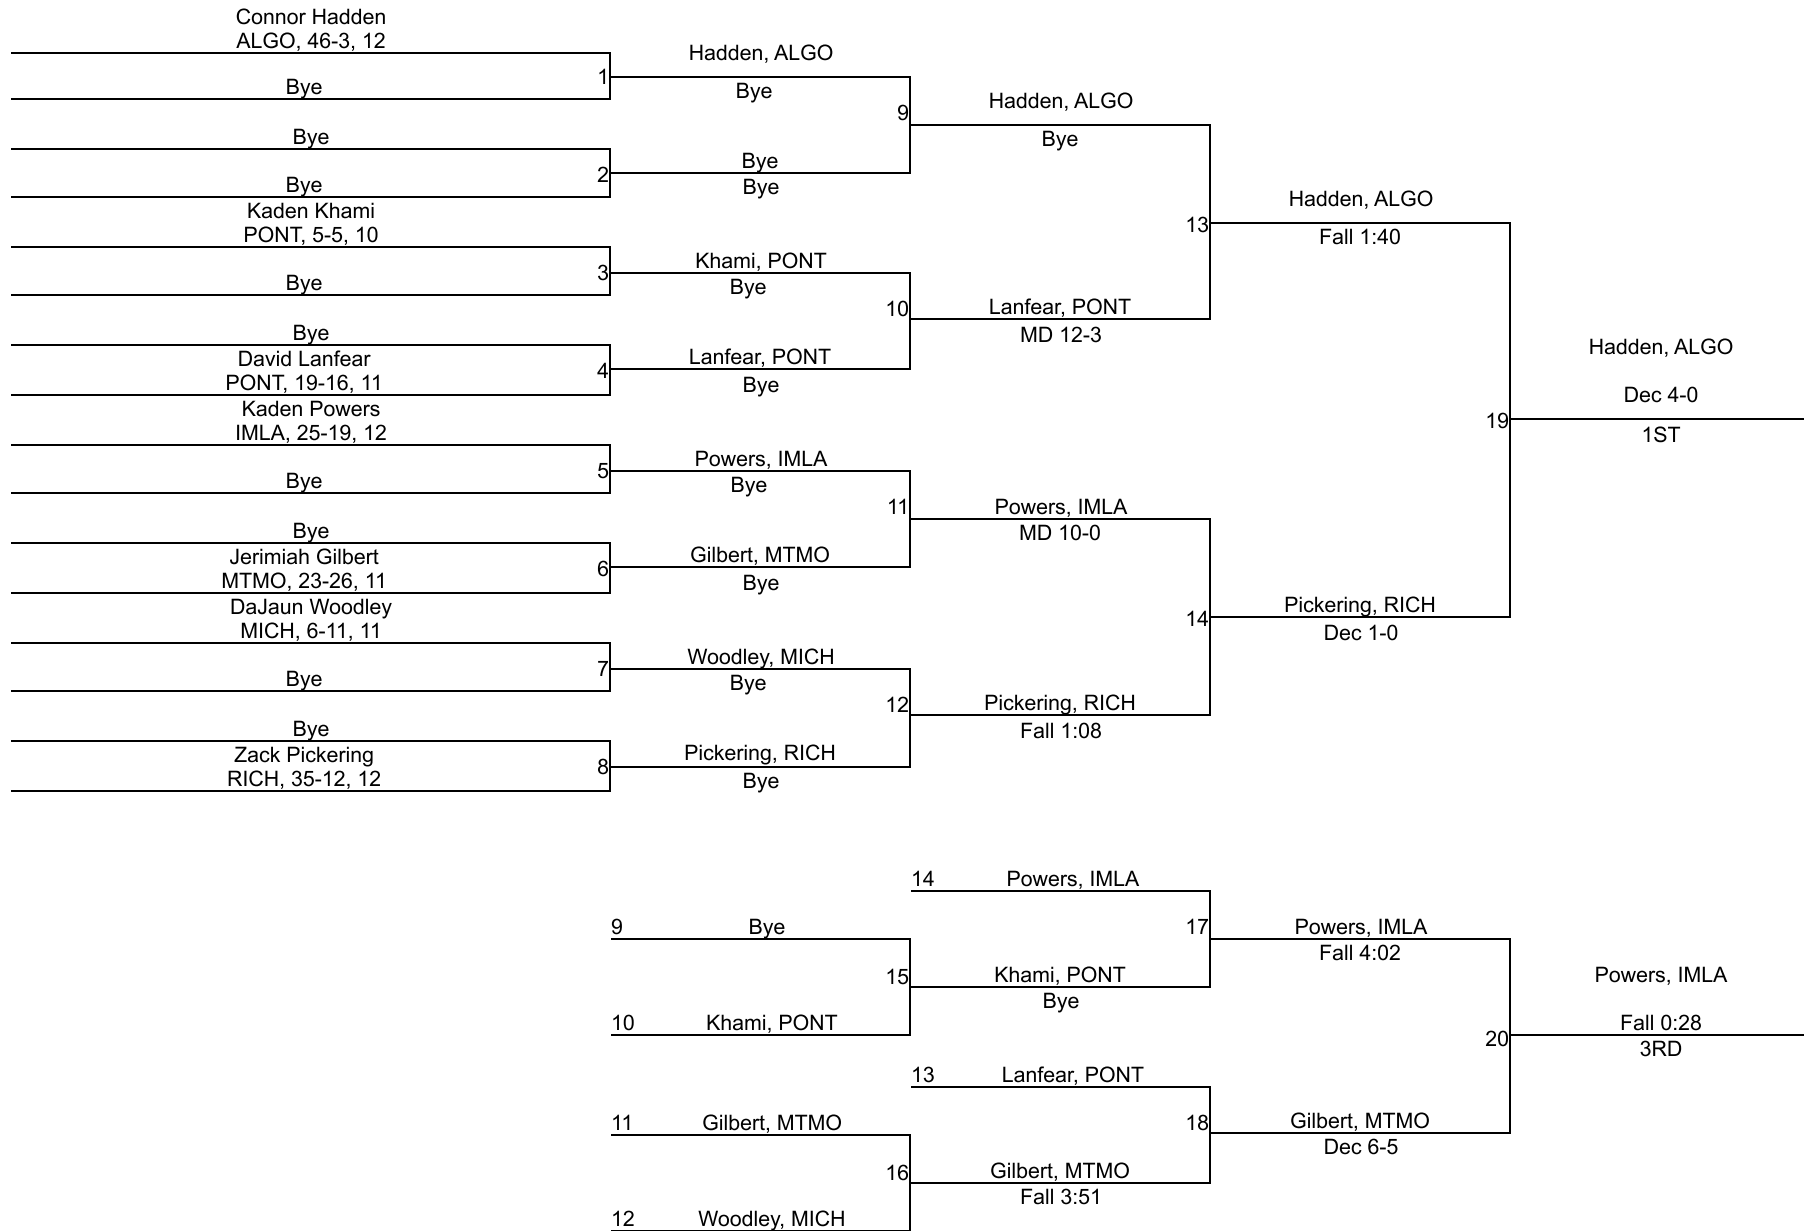 Connor Hadden
ALGO, 46-3, 12
Bye
1
Bye
Bye
2
Kaden Khami
PONT, 5-5, 10
Bye
3
Bye
David Lanfear
PONT, 19-16, 11
4
Kaden Powers
IMLA, 25-19, 12
Bye
5
Bye
Jerimiah Gilbert
MTMO, 23-26, 11
6
DaJaun Woodley
MICH, 6-11, 11
Bye
7
Bye
Zack Pickering
RICH, 35-12, 12
8
Hadden, ALGO
Bye
9
Bye
Bye
Khami, PONT
Bye
10
Lanfear, PONT
Bye
Powers, IMLA
Bye
11
Gilbert, MTMO
Bye
Woodley, MICH
Bye
12
Pickering, RICH
Bye
Hadden, ALGO
Bye
13
Lanfear, PONT
MD 12-3
Powers, IMLA
MD 10-0
14
Pickering, RICH
Fall 1:08
Hadden, ALGO
Fall 1:40
19
Pickering, RICH
Dec 1-0
Hadden, ALGO
Dec 4-0
1ST
14 Powers, IMLA
17
9 Bye
15
Khami, PONT
Bye
10 Khami, PONT
Powers, IMLA
Fall 4:02
13 Lanfear, PONT
18
11 Gilbert, MTMO
16
Gilbert, MTMO
Fall 3:51
12 Woodley, MICH
Gilbert, MTMO
Dec 6-5
20
Powers, IMLA
Fall 0:28
3RD